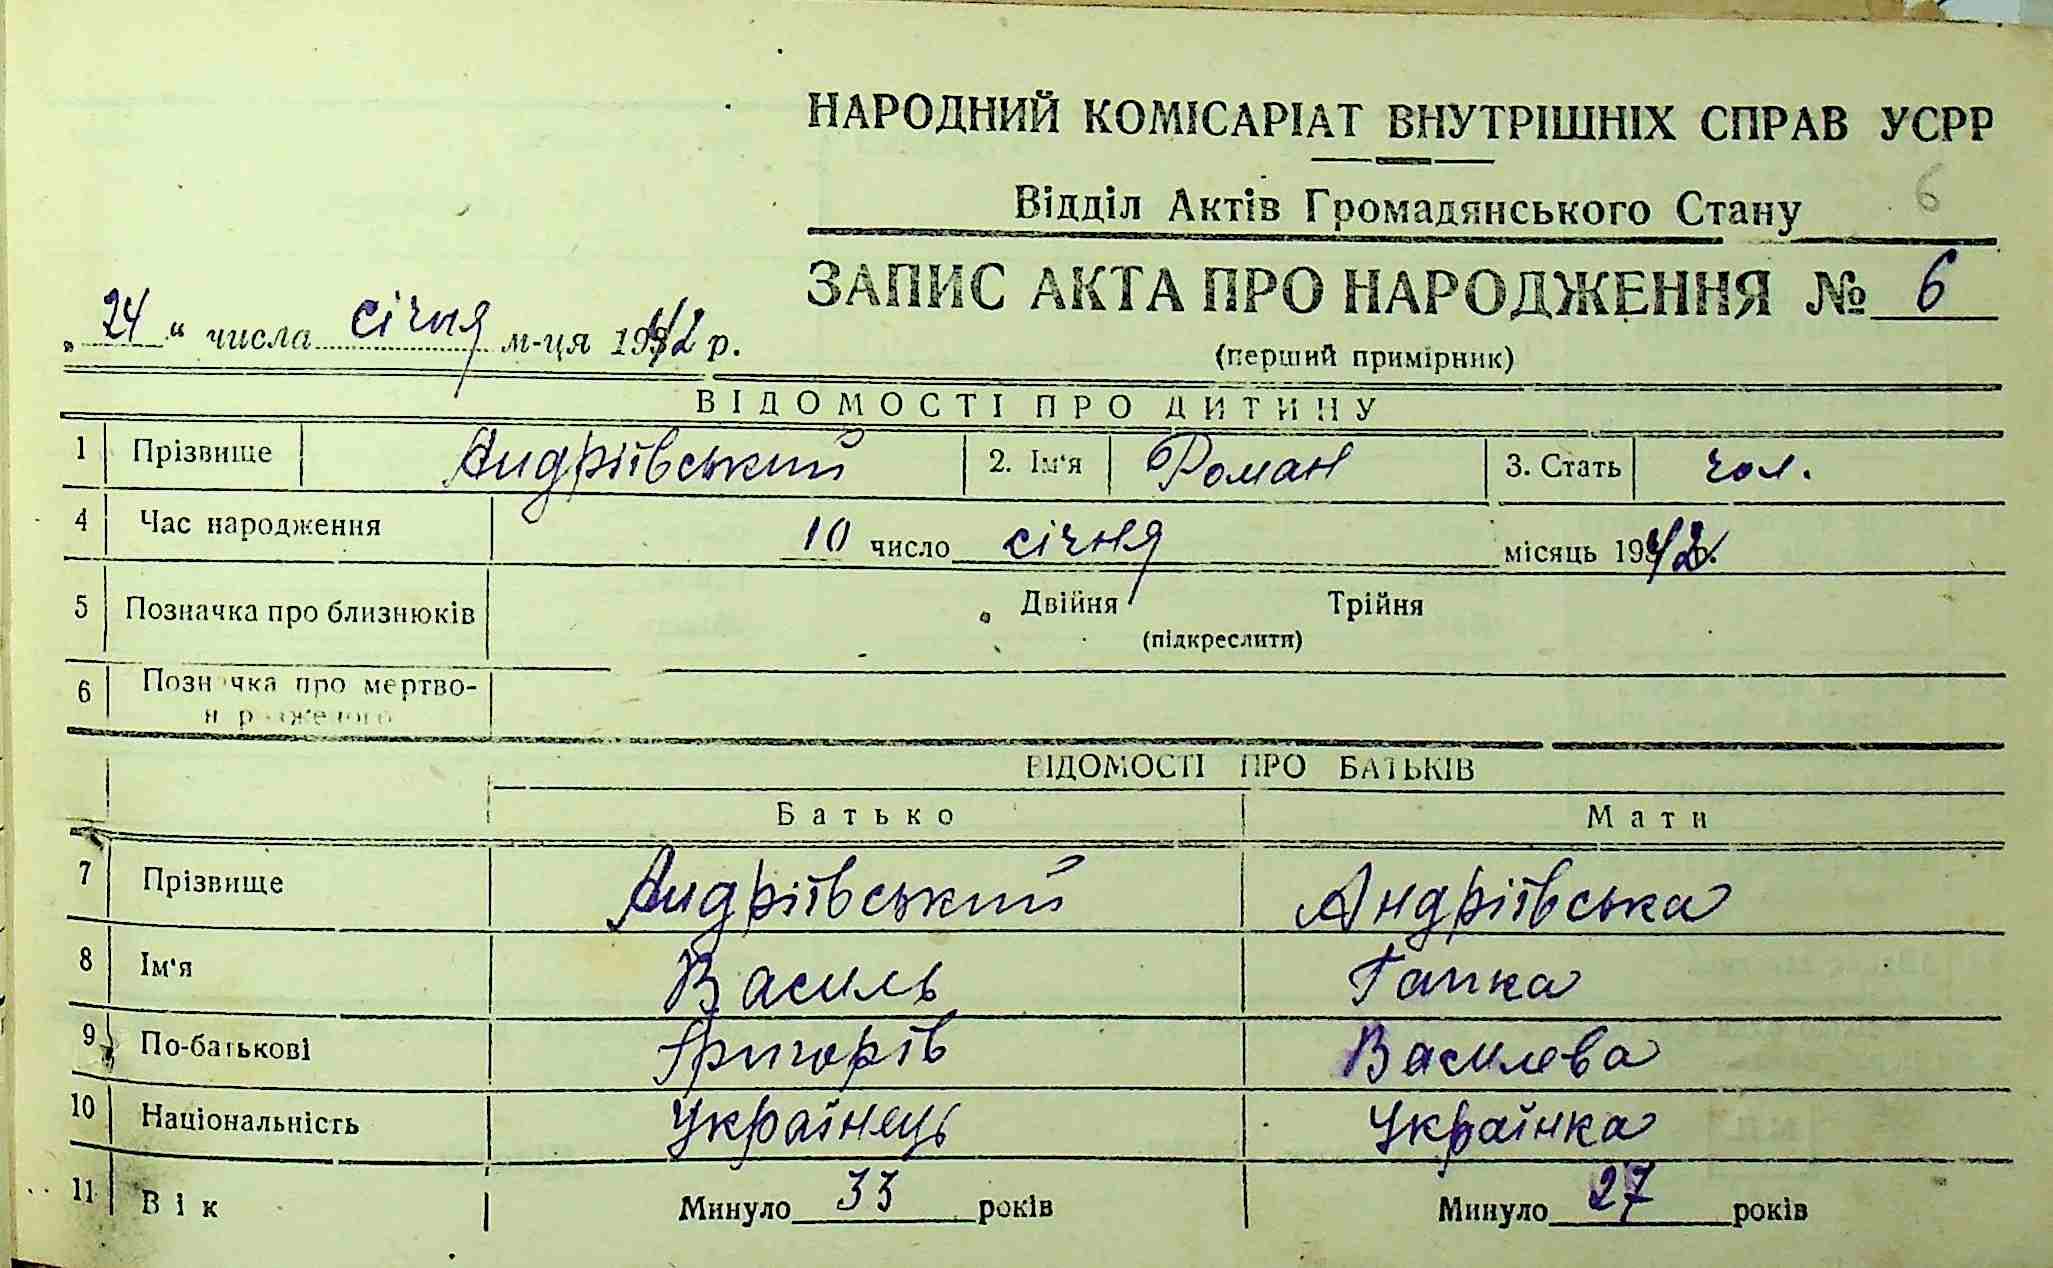 НАРОДНИЙ КОМІСАРІАТ ВНУТРІШНІХ СПРАВ УСРР
Відділ Актів Громадянського Стану 6
ЗАПИС АКТА ПРО НАРОДЖЕННЯ № 6
„24“ числа січня м-ця 1942 р.
(перший примірник)
ВІДОМОСТІ ПРО ДИТИНУ
1 Прізвище Андріївський 2. Ім‘я Роман 3. Стать чол.
4 Час народження 10 число січня місяць 1942
5 Позначка про близнюків Двійня Трійня
(підкреслити)
6 Позначка про мертво-
народженого
ВІДОМОСТІ ПРО БАТЬКІВ
Батько Мати
7 Прізвище Андріївський Андріївська
8 Ім‘я Василь Гапка
9 По-батькові Григорів Василева
10 Національність Українець Українка
11 Вік Минуло 33 років Минуло 27 років